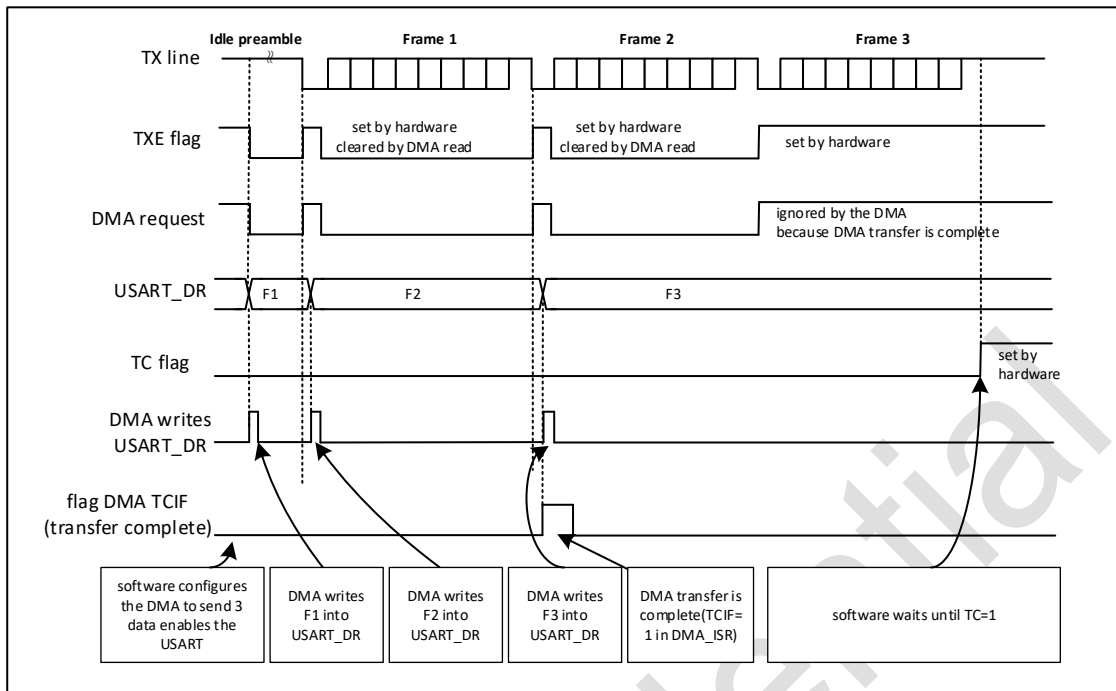 Idle preamble
Frame 1
Frame 2
Frame 3
TX line
TXE flag
set by hardware
cleared by DMA read
set by hardware
cleared by DMA read
set by hardware
DMA request
ignored by the DMA
because DMA transfer is complete
USART_DR
F1
F2
F3
TC flag
set by
hardware
DMA writes
USART_DR
flag DMA TCIF
(transfer complete)
software configures
the DMA to send 3
data enables the
USART
DMA writes
F1 into
USART_DR
DMA writes
F2 into
USART_DR
DMA writes
F3 into
USART_DR
DMA transfer is
complete(TCIF=
1 in DMA_ISR)
software waits until TC=1